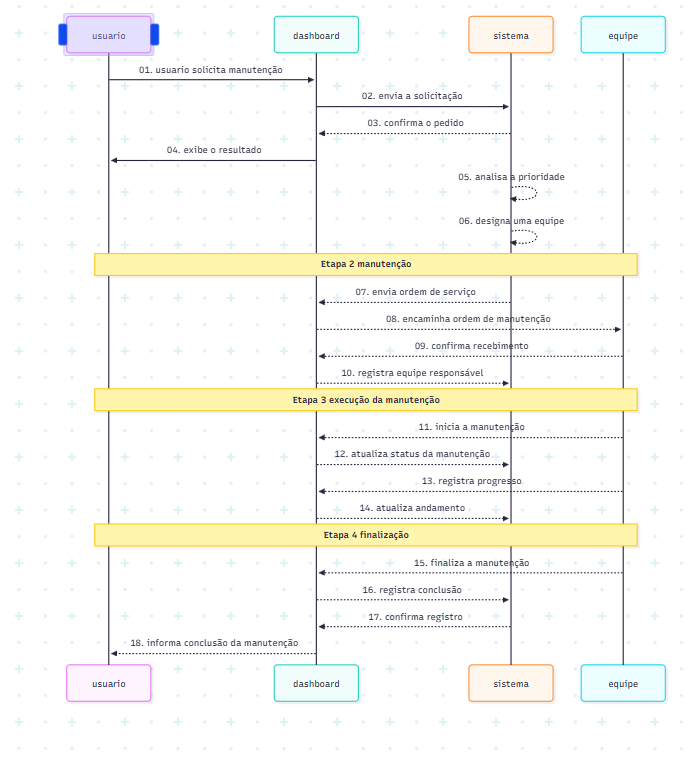 usuario
dashboard
sistema
equipe
01. usuario solicita manutenção
02. envia a solicitação
03. confirma o pedido
04. exibe o resultado
05. analisa a prioridade
06. designa uma equipe
Etapa 2 manutenção
07. envia ordem de serviço
08. encaminha ordem de manutenção
09. confirma recebimento
10. registra equipe responsável
Etapa 3 execução da manutenção
11. inicia a manutenção
12. atualiza status da manutenção
13. registra progresso
14. atualiza andamento
Etapa 4 finalização
15. finaliza a manutenção
16. registra conclusão
17. confirma registro
18. informa conclusão da manutenção
usuario
dashboard
sistema
equipe